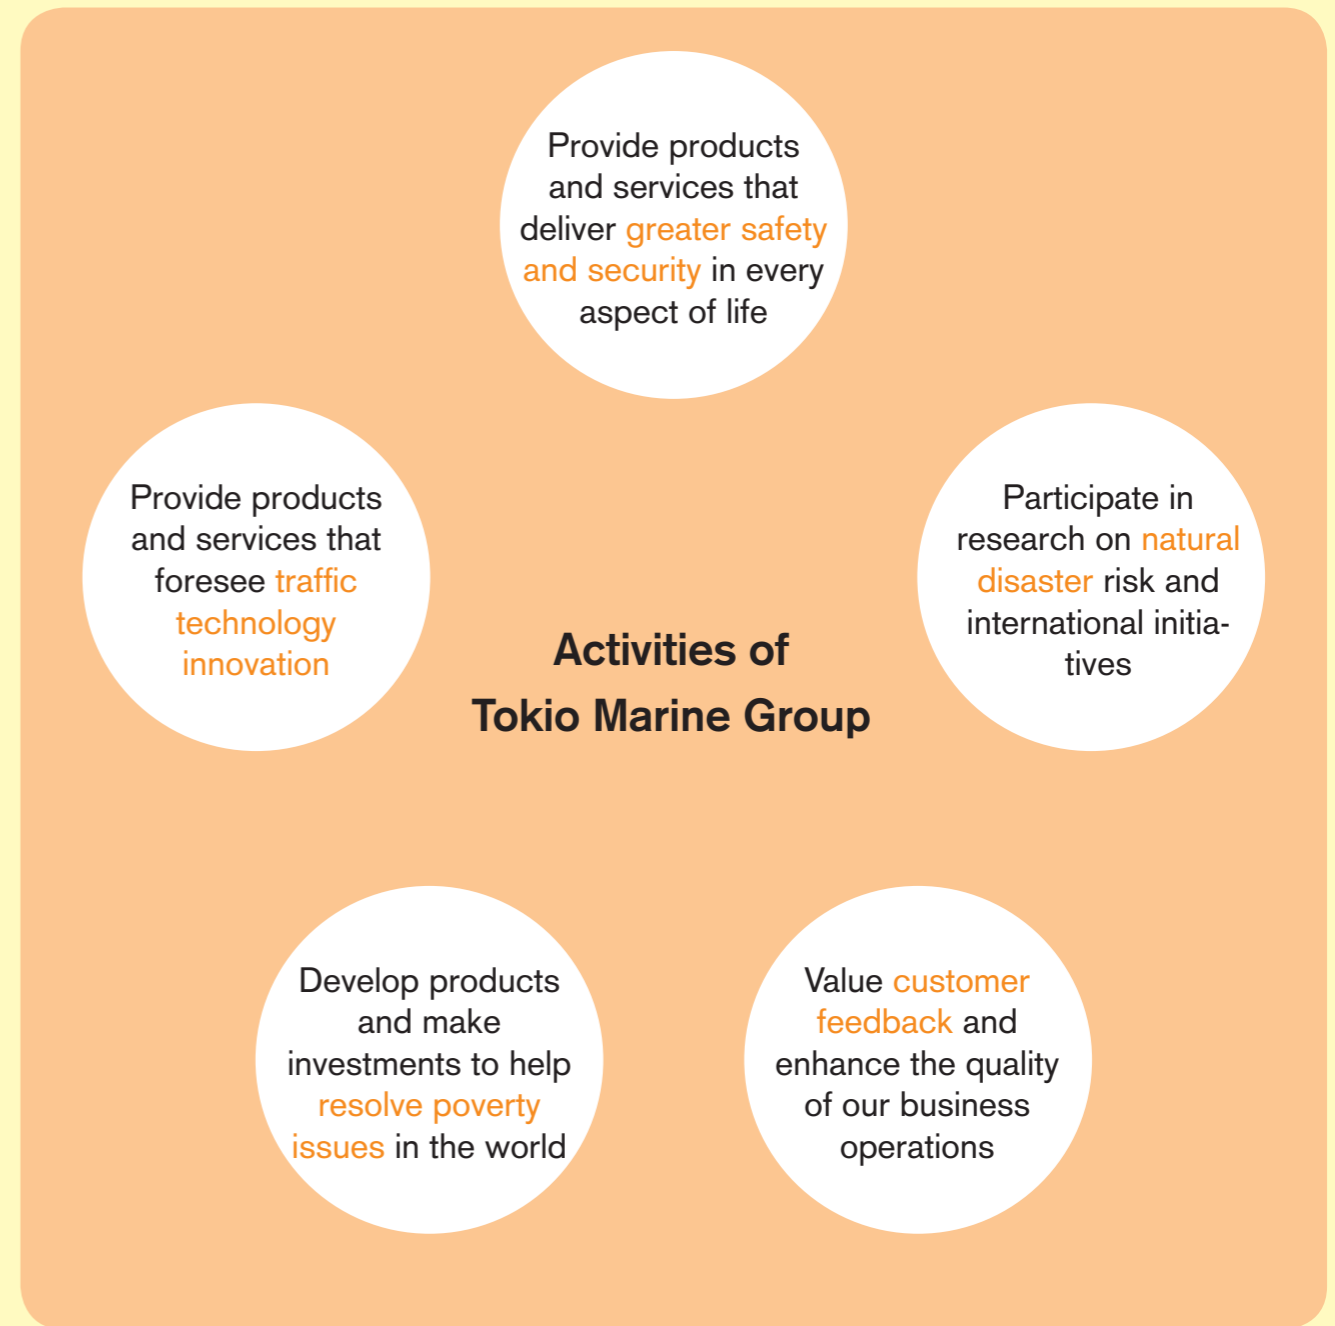 Provide products
and services that
deliver greater safety
and security in every
aspect of life
Provide products
and services that
foresee traffic
technology
innovation
Participate in
research on natural
disaster risk and
international initia-
tives
Activities of
Tokio Marine Group
Develop products
and make
investments to help
resolve poverty
issues in the world
Value customer
feedback and
enhance the quality
of our business
operations